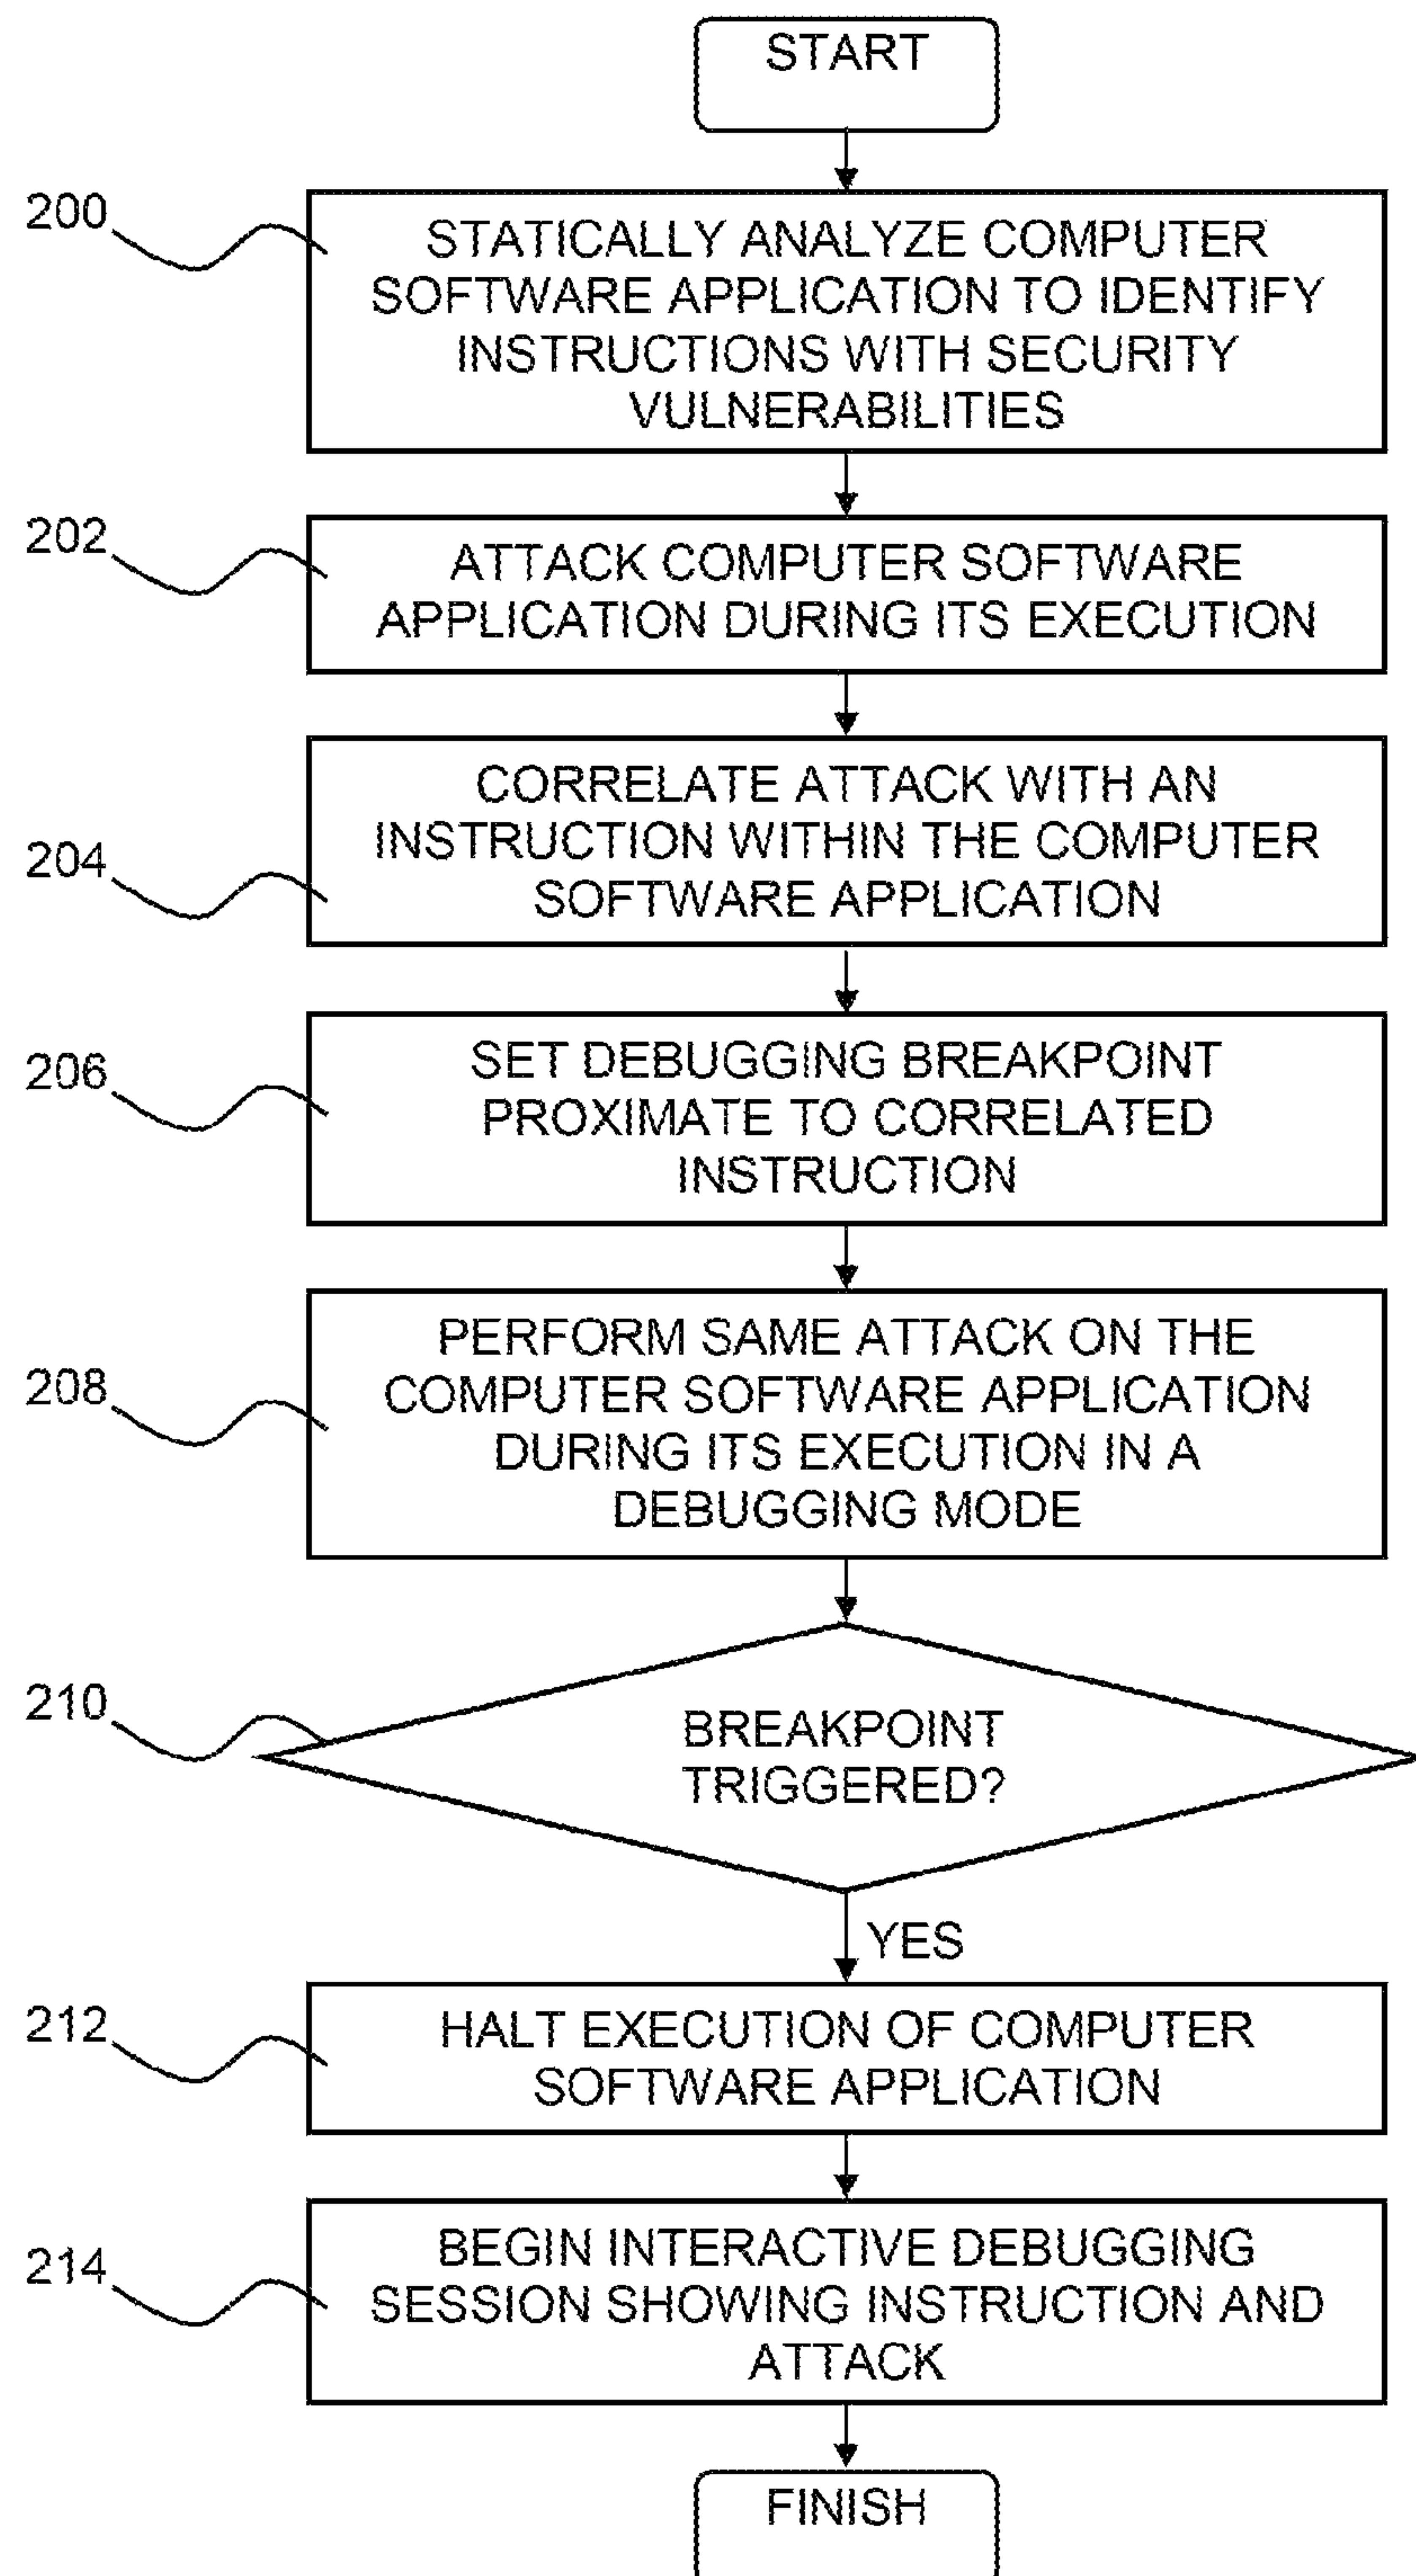 START
200
STATICALLY ANALYZE COMPUTER
SOFTWARE APPLICATION TO IDENTIFY
INSTRUCTIONS WITH SECURITY
VULNERABILITIES
202
ATTACK COMPUTER SOFTWARE
APPLICATION DURING ITS EXECUTION
204
CORRELATE ATTACK WITH AN
INSTRUCTION WITHIN THE COMPUTER
SOFTWARE APPLICATION
206
SET DEBUGGING BREAKPOINT
PROXIMATE TO CORRELATED
INSTRUCTION
208
PERFORM SAME ATTACK ON THE
COMPUTER SOFTWARE APPLICATION
DURING ITS EXECUTION IN A
DEBUGGING MODE
210
BREAKPOINT
TRIGGERED?
YES
212
HALT EXECUTION OF COMPUTER
SOFTWARE APPLICATION
214
BEGIN INTERACTIVE DEBUGGING
SESSION SHOWING INSTRUCTION AND
ATTACK
FINISH